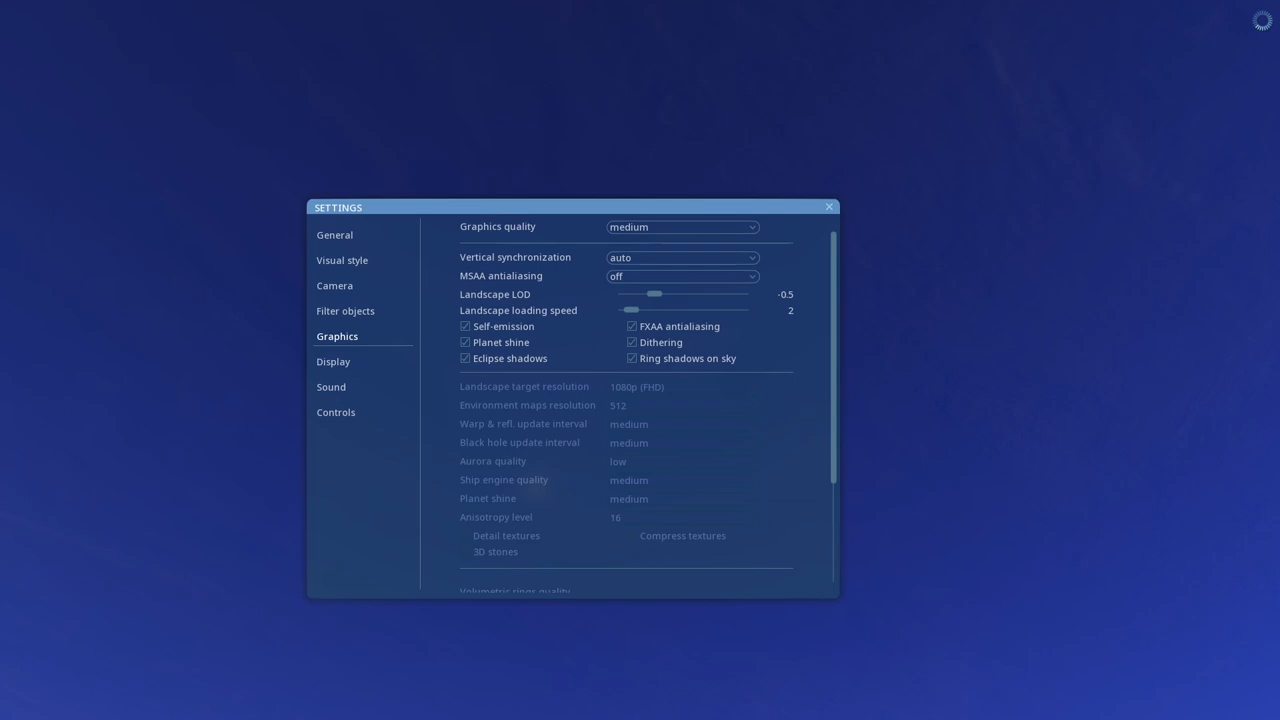 SETTINGS
General
Visual style
Camera
Filter objects
Graphics
Display
Sound
Controls
Graphics quality medium
Vertical synchronization auto
MSAA antialiasing off
Landscape LOD -0.5
Landscape loading speed 2
Self-emission FXAA antialiasing
Planet shine Dithering
Eclipse shadows Ring shadows on sky
Landscape target resolution 1080p (FHD)
Environment maps resolution 512
Warp & refl. update interval medium
Black hole update interval medium
Aurora quality low
Ship engine quality medium
Planet shine medium
Anisotropy level 16
Detail textures Compress textures
3D stones
Volumetric rings quality